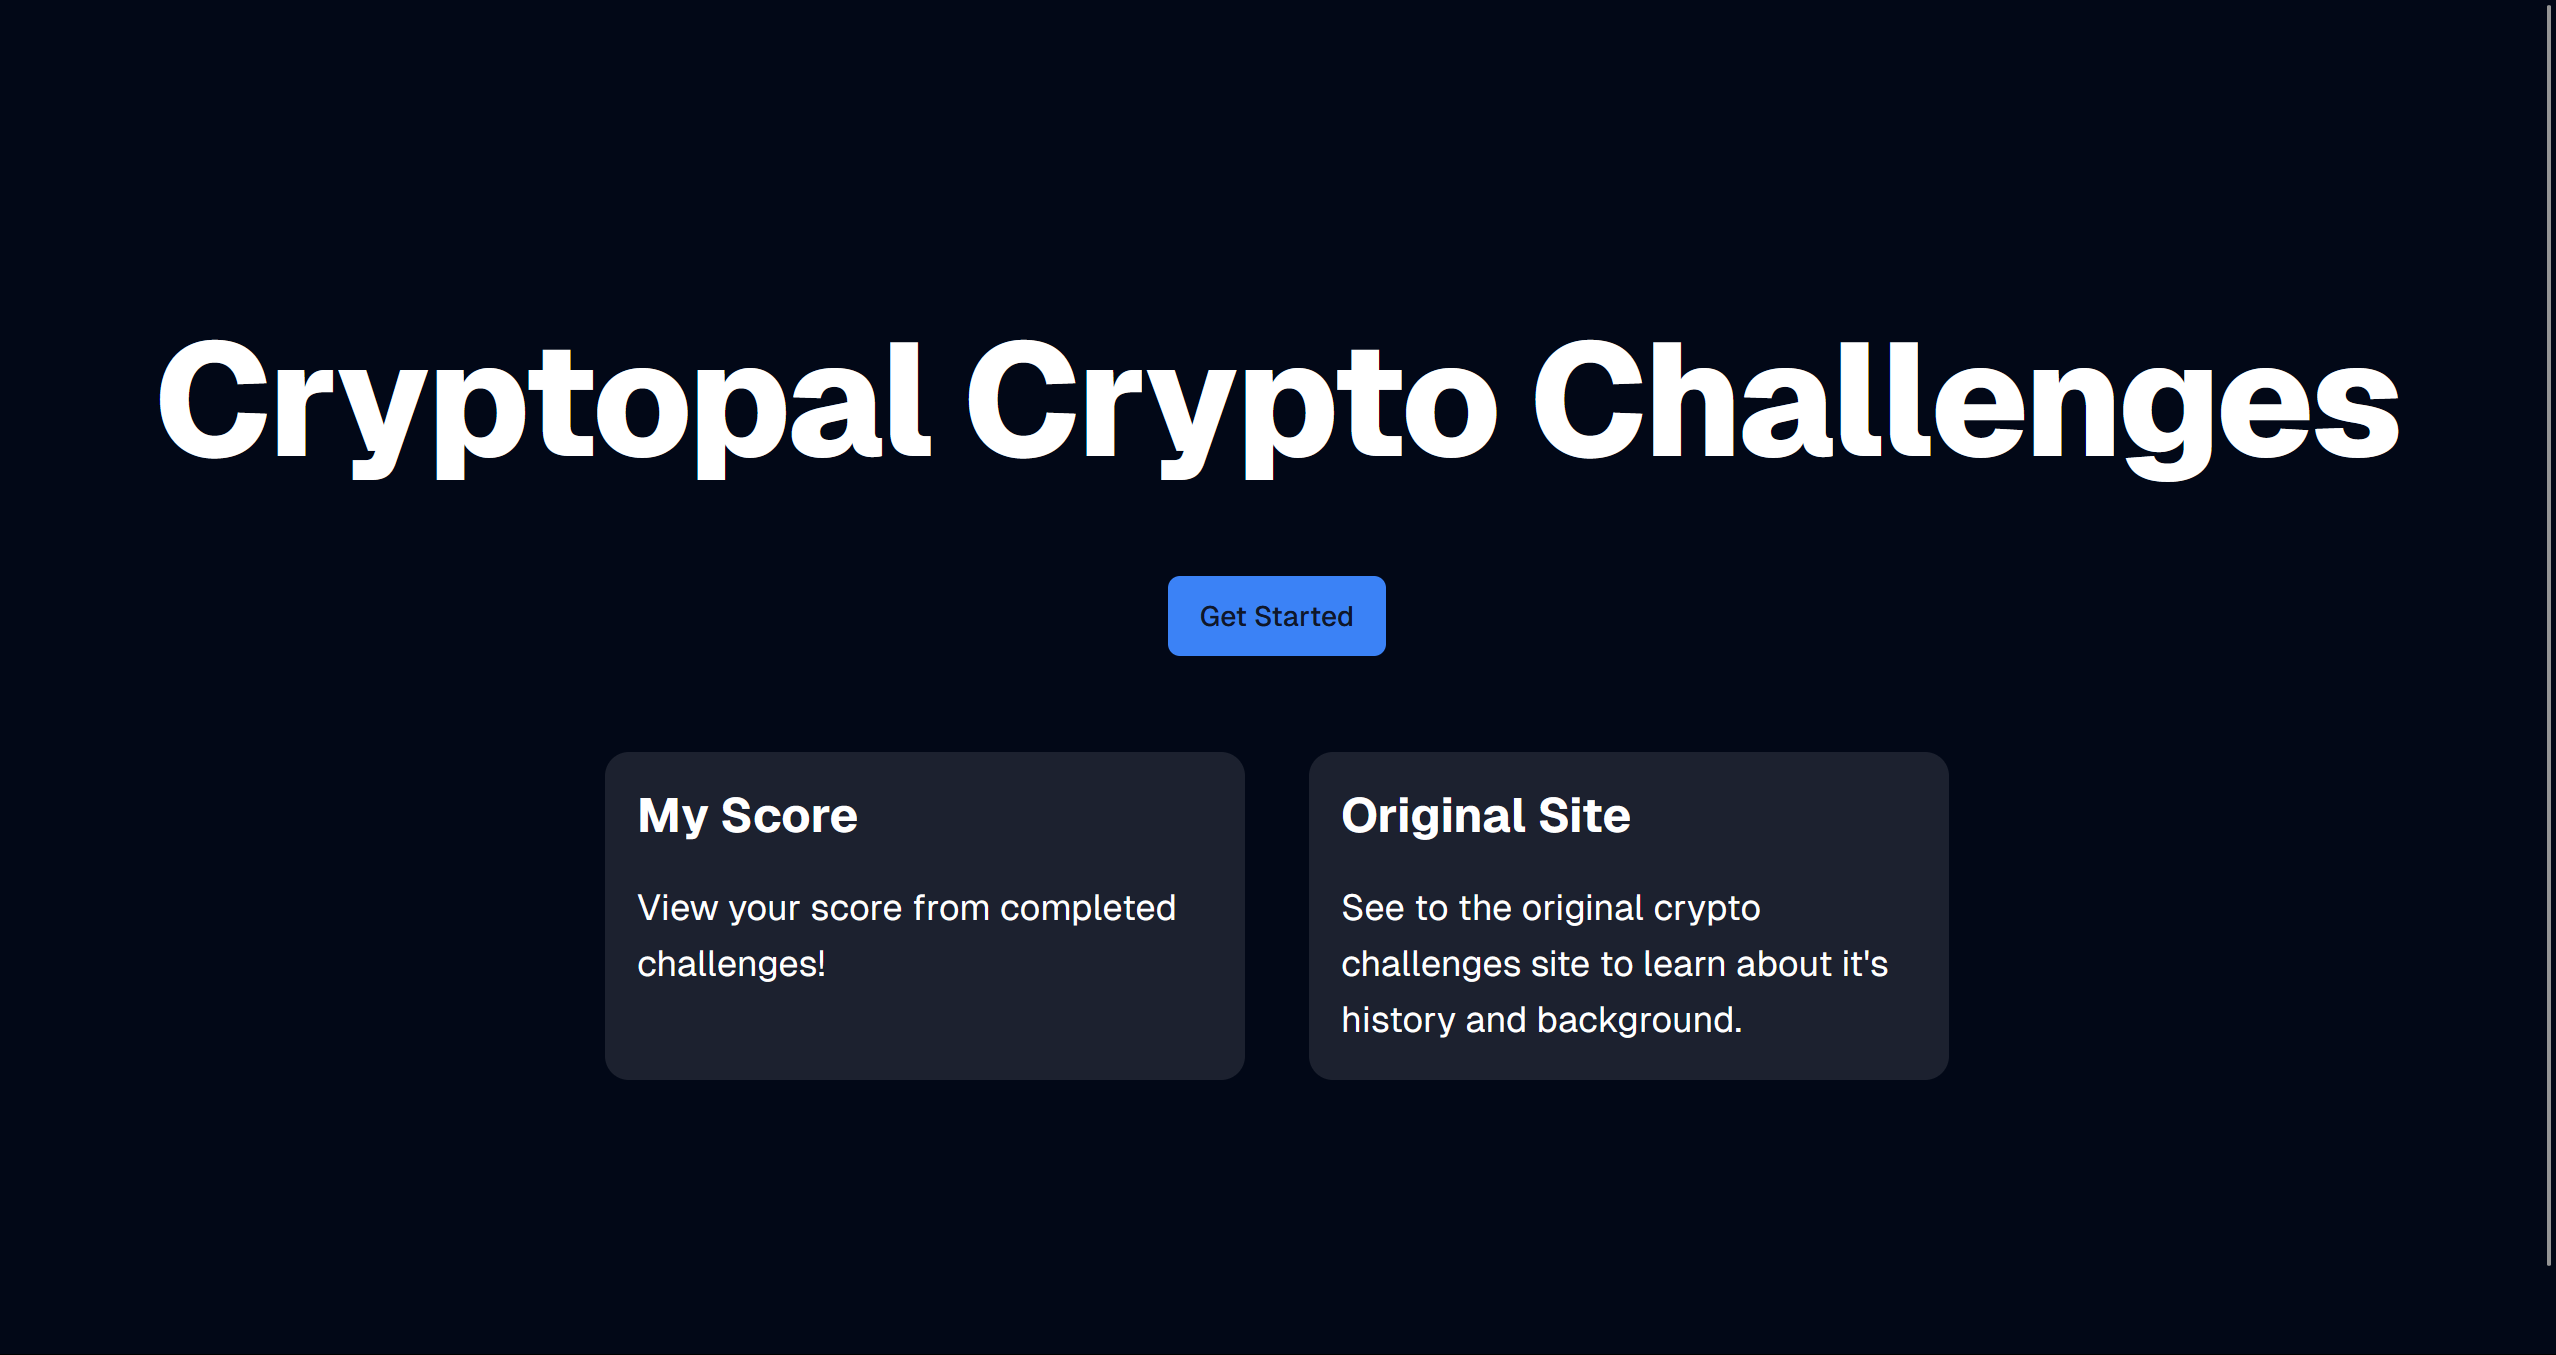 Cryptopal Crypto Challenges
Get Started
My Score
View your score from completed
challenges!
Original Site
See to the original crypto
challenges site to learn about it's
history and background.